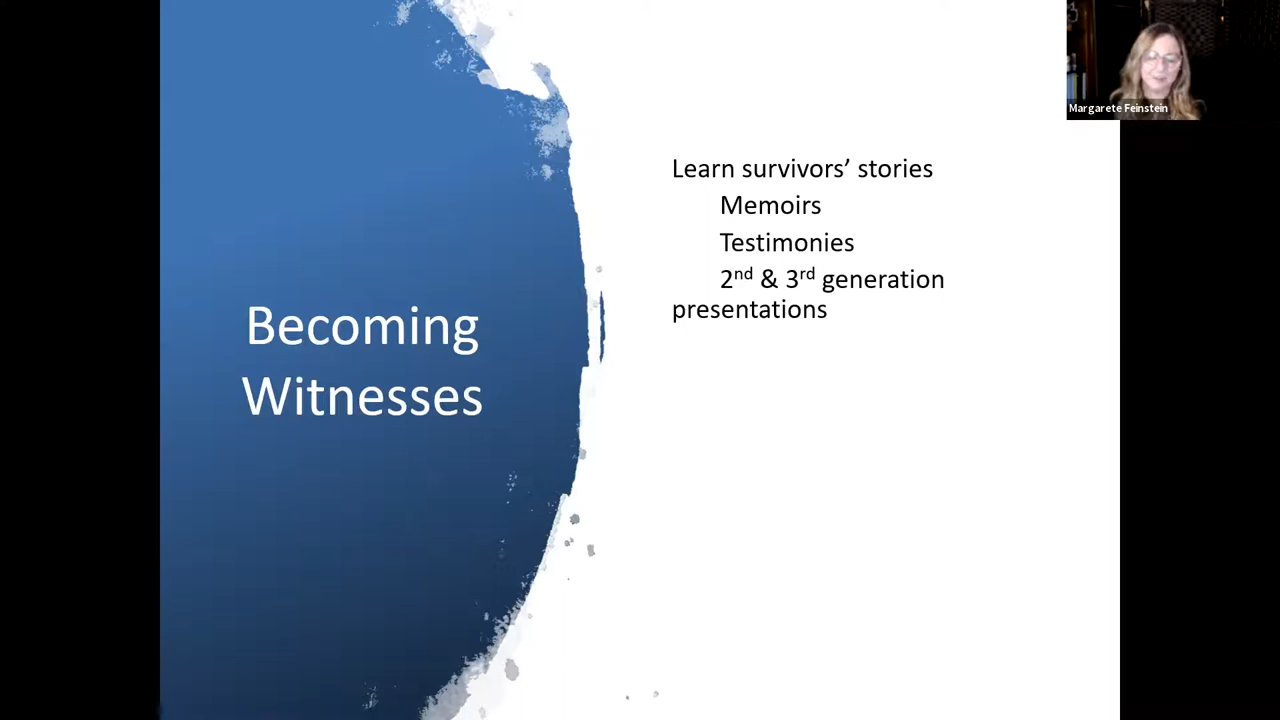 Becoming
Witnesses
Learn survivors’ stories
Memoirs
Testimonies
2nd & 3rd generation
presentations
Margarete Feinstein